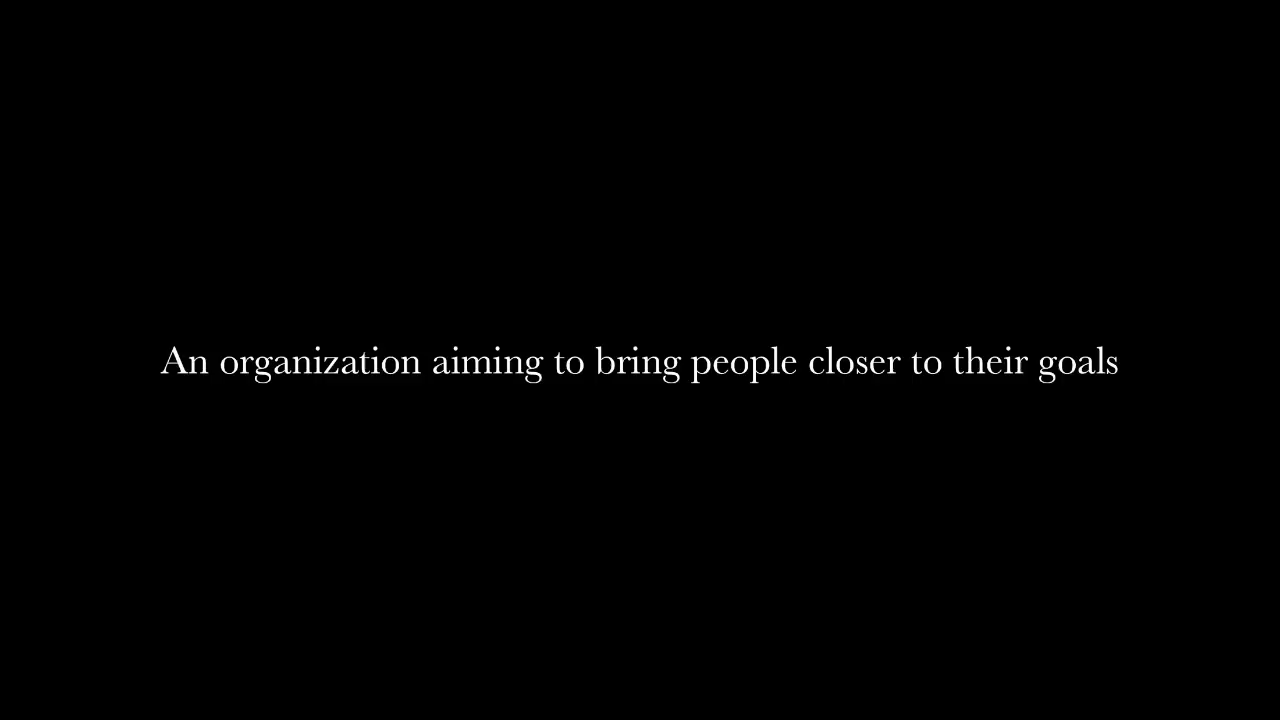 An organization aiming to bring people closer to their goals